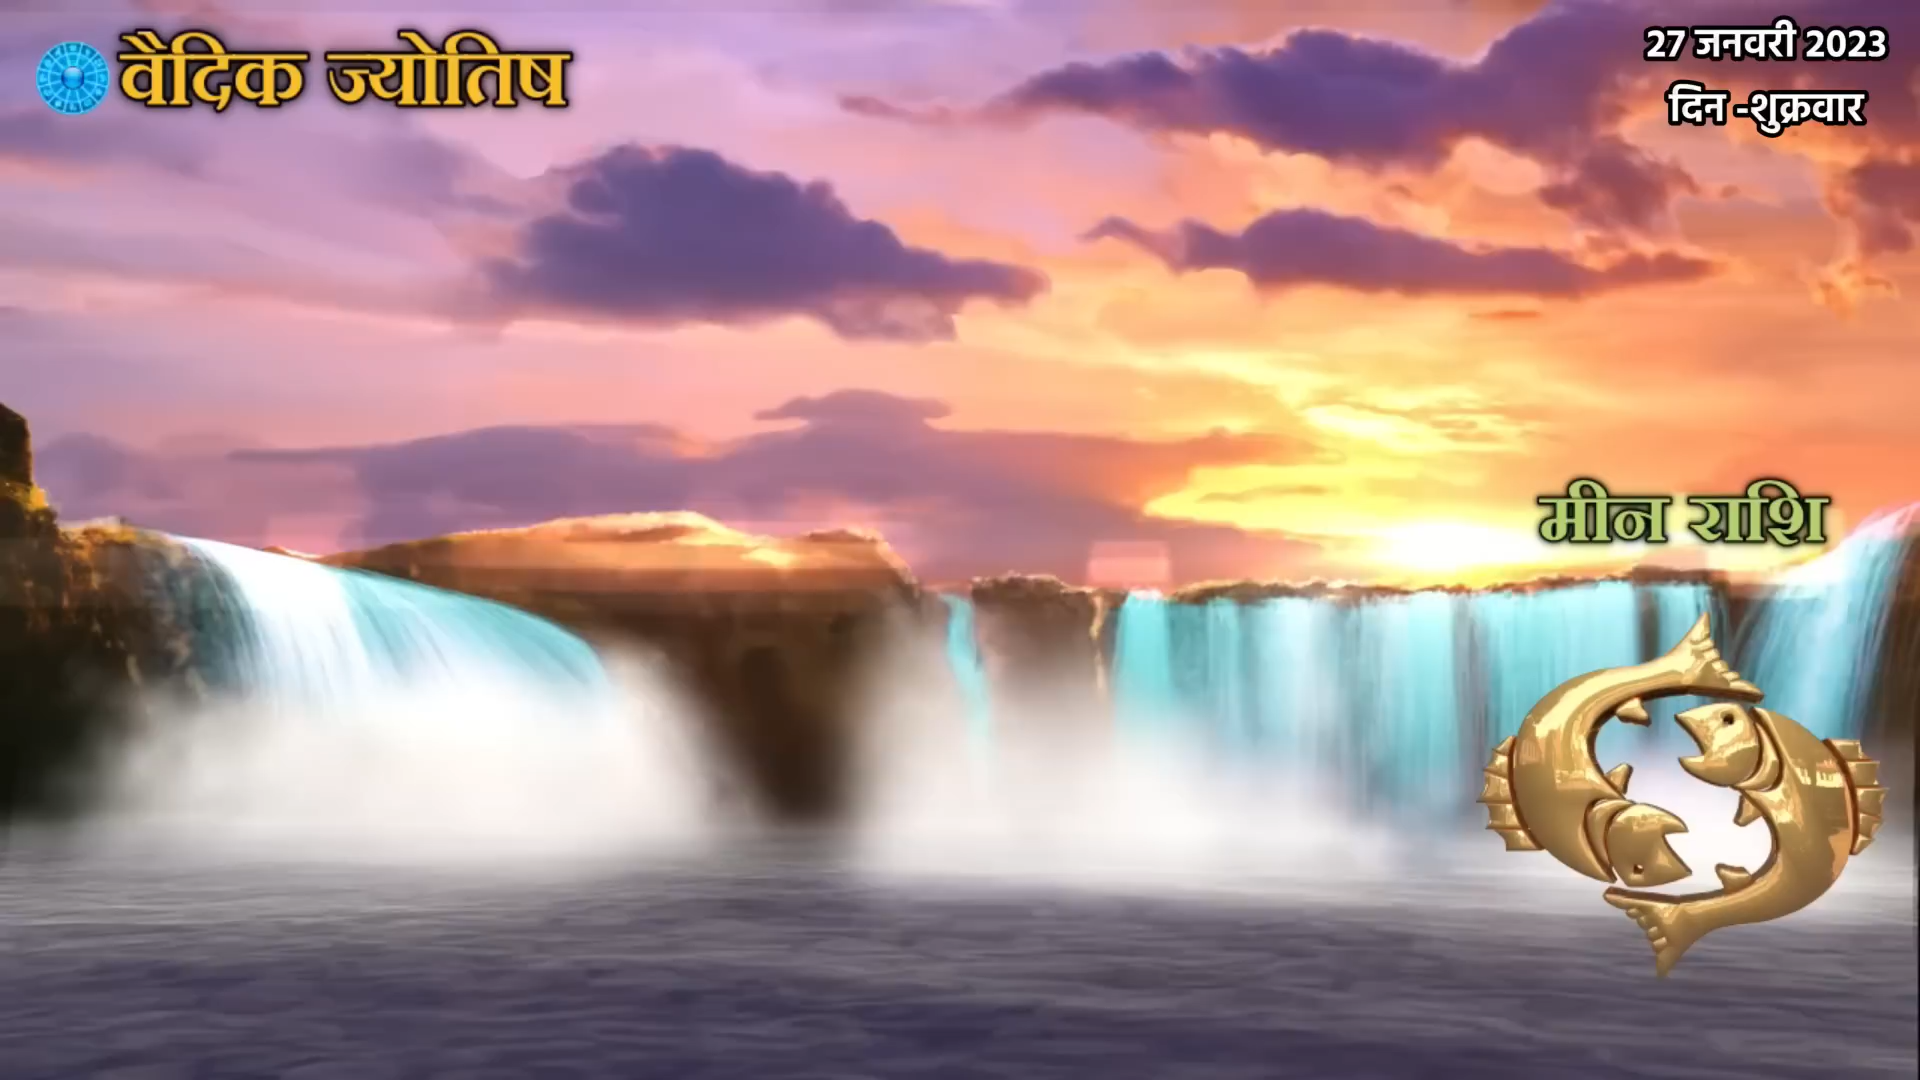 वैदिक ज्योतिष
27 जनवरी 2023
दिन -शुक्रवार
मीन राशि